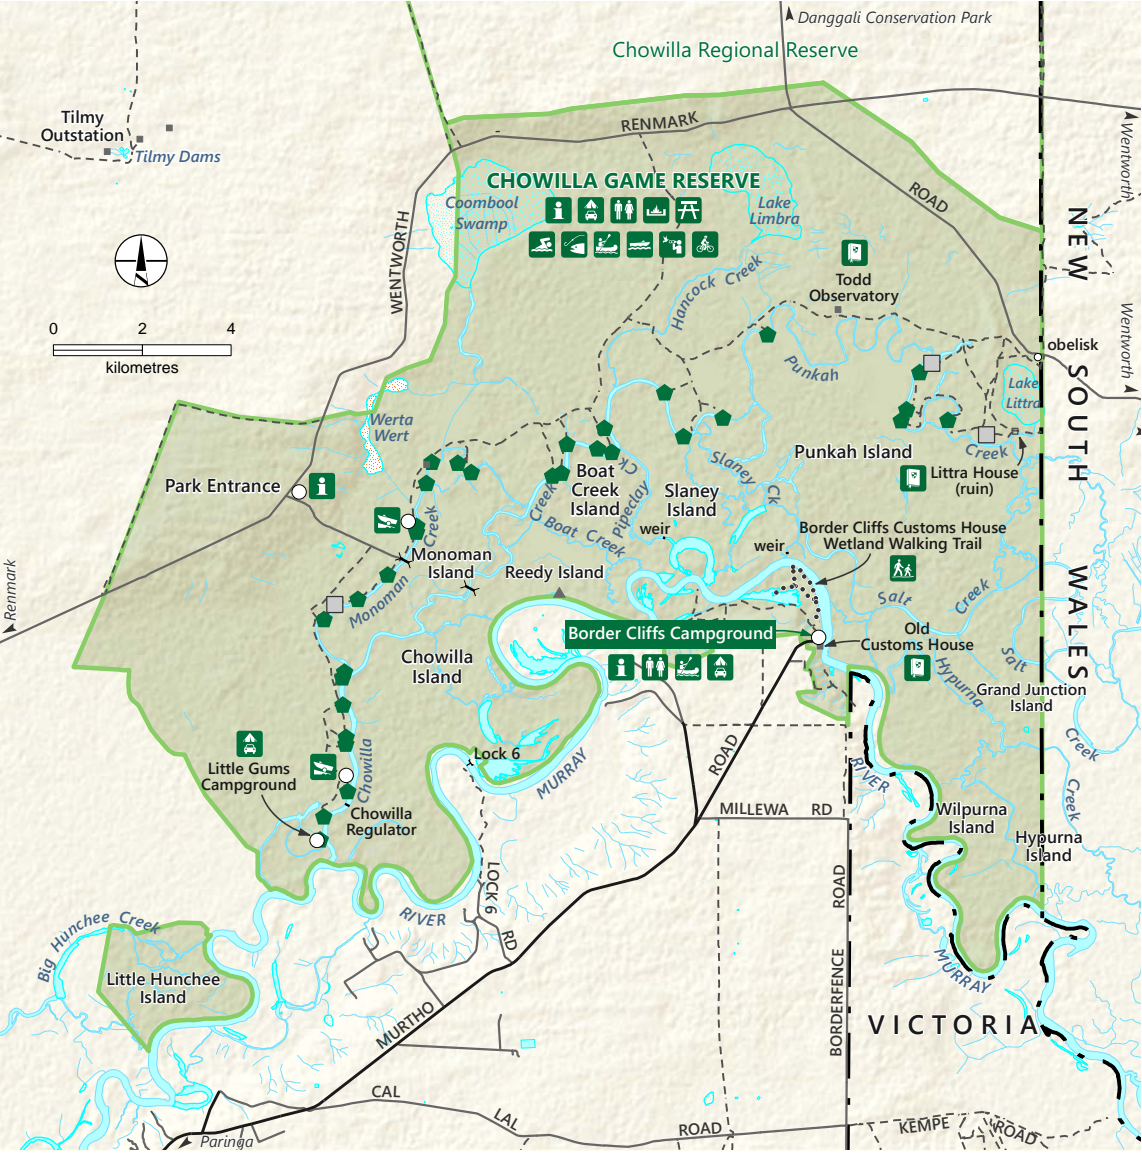 Danggali Conservation Park
Chowilla Regional Reserve
Tilmy
Outstation
Tilmy Dams
RENMARK
Wentworth
CHOWILLA GAME RESERVE
Coombool
Swamp
Lake
Limbra
ROAD
NEW SOUTH WALES
WENTWORTH
Hancock Creek
Todd
Observatory
0 2 4
kilometres
Wentworth
obelisk
Punkah
Lake
Littra
Werta
Wert
Punkah Island
Creek
Park Entrance
Boat
Creek
Island
Ck
Slaney
Ck
Littra House
(ruin)
Slaney
Island
Creek
Pipeclay
Boat Creek
weir
weir
Border Cliffs Customs House
Wetland Walking Trail
Creek
Monoman
Monoman
Island
Reedy Island
Renmark
Salt
Creek
Border Cliffs Campground
Old
Customs House
Chowilla
Island
Hypurna
Creek
Salt
Creek
Grand Junction
Island
Lock 6
MURRAY
RIVER
ROAD
Little Gums
Campground
Chowilla
Chowilla
Regulator
MILLEWA RD
Wilpurna
Island
Hypurna
Island
LOCK 6
RD
ROAD
RIVER
Big Hunchee Creek
MURRAY
Little Hunchee
Island
BORDERFENCE
VICTORIA
MURTHO
CAL
LAL
ROAD
KEMPE
ROAD
Paringa